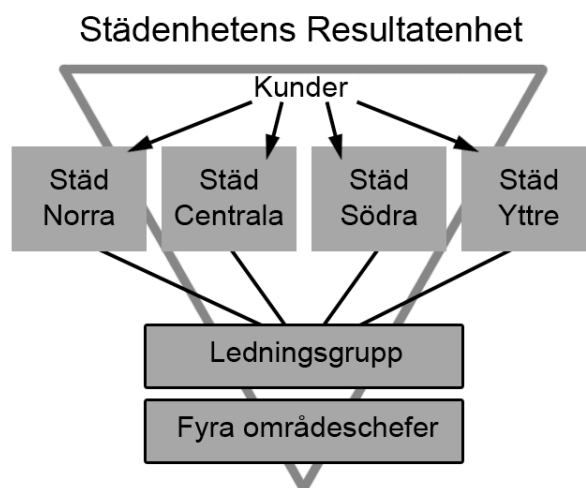 Städenhetens Resultatenhet
Kunder
Städ
Norra
Städ
Centrala
Städ
Södra
Städ
Yttre
Ledningsgrupp
Fyra områdeschefer